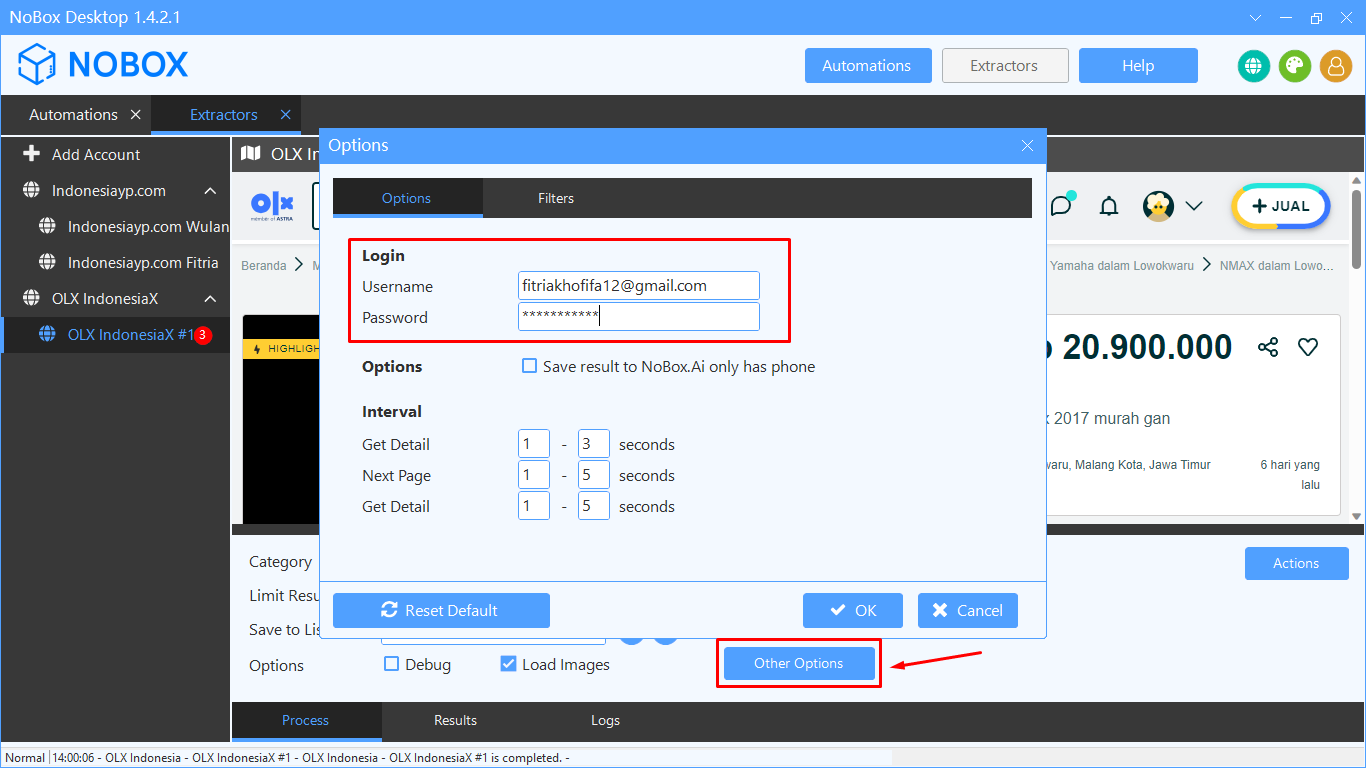 NoBox Desktop 1.4.2.1
NOBOX
Automations Extractors Help
Automations Extractors
Add Account
Indonesiayp.com
Indonesiayp.com Wulan
Indonesiayp.com Fitria
OLX IndonesiaX
OLX IndonesiaX #1 3
OLX In
olx
member of ASTRA
JUAL
Beranda
Yamaha dalam Lowokwaru NMAX dalam Lowo...
HIGHLIGH
20.900.000
2017 murah gan
waru, Malang Kota, Jawa Timur
6 hari yang
lalu
Options
Options Filters
Login
Username fitriakhofifa12@gmail.com
Password ***********
Options Save result to NoBox.Ai only has phone
Interval
Get Detail 1 - 3 seconds
Next Page 1 - 5 seconds
Get Detail 1 - 5 seconds
Reset Default OK Cancel
Category Actions
Limit Resu
Save to Lis
Options Debug Load Images Other Options
Process Results Logs
Normal 14:00:06 - OLX Indonesia - OLX IndonesiaX #1 - OLX Indonesia - OLX IndonesiaX #1 is completed. -